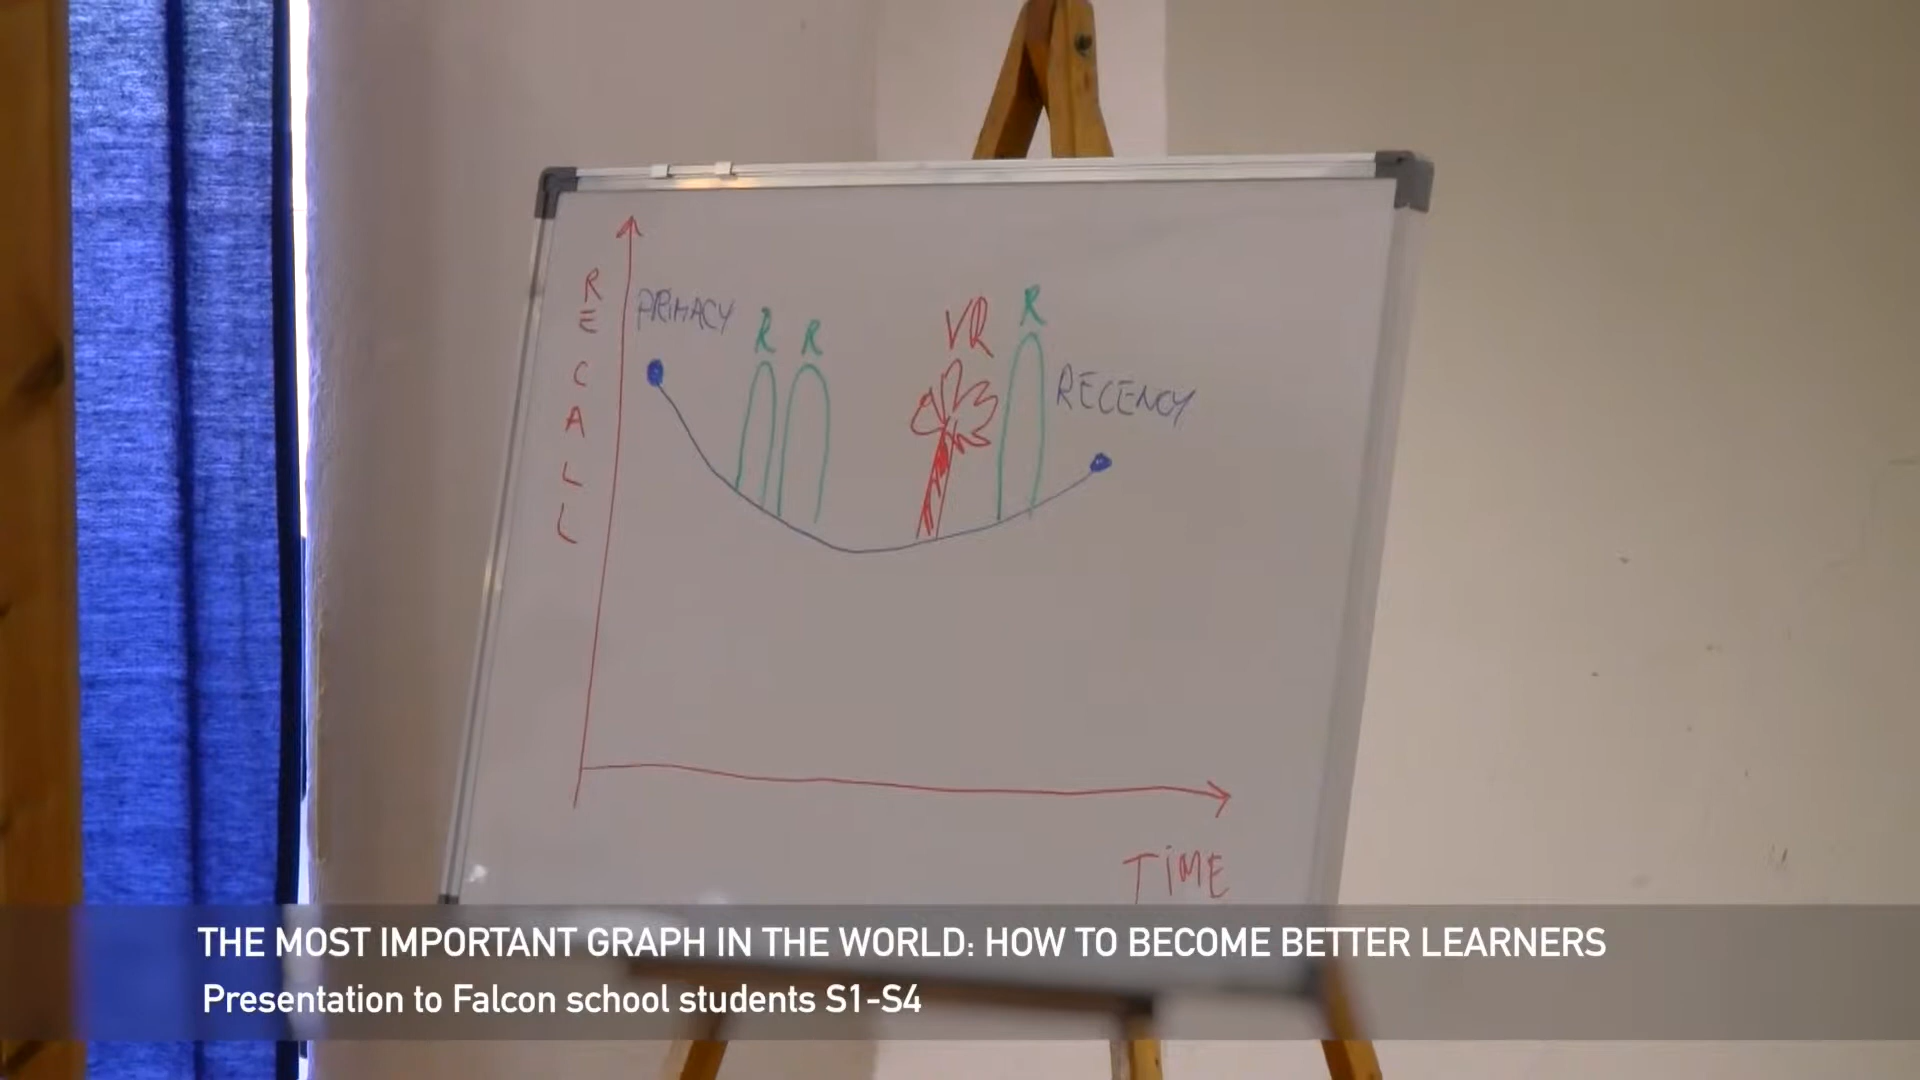 RECALL
PRIMACY
R
R
VR
R
RECENCY
TIME
THE MOST IMPORTANT GRAPH IN THE WORLD: HOW TO BECOME BETTER LEARNERS
Presentation to Falcon school students S1-S4